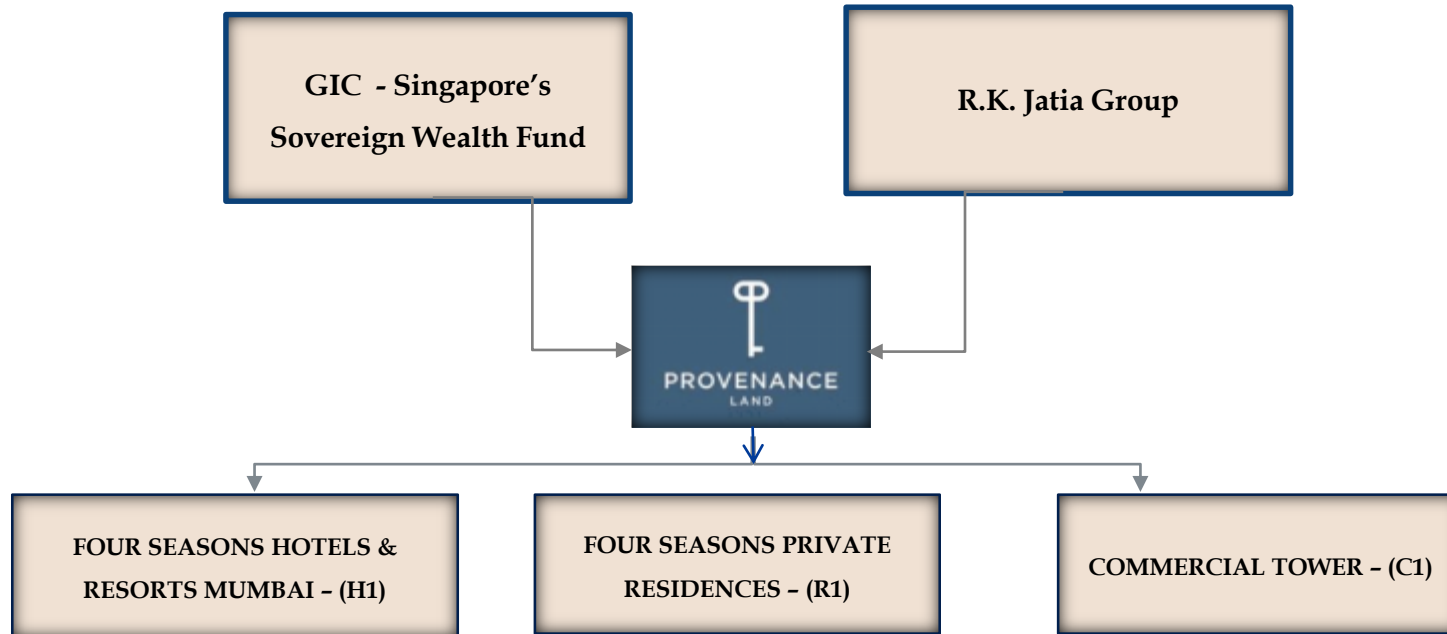 GIC - Singapore’s
Sovereign Wealth Fund
R.K. Jatia Group
PROVENANCE
LAND
FOUR SEASONS HOTELS &
RESORTS MUMBAI – (H1)
FOUR SEASONS PRIVATE
RESIDENCES – (R1)
COMMERCIAL TOWER – (C1)